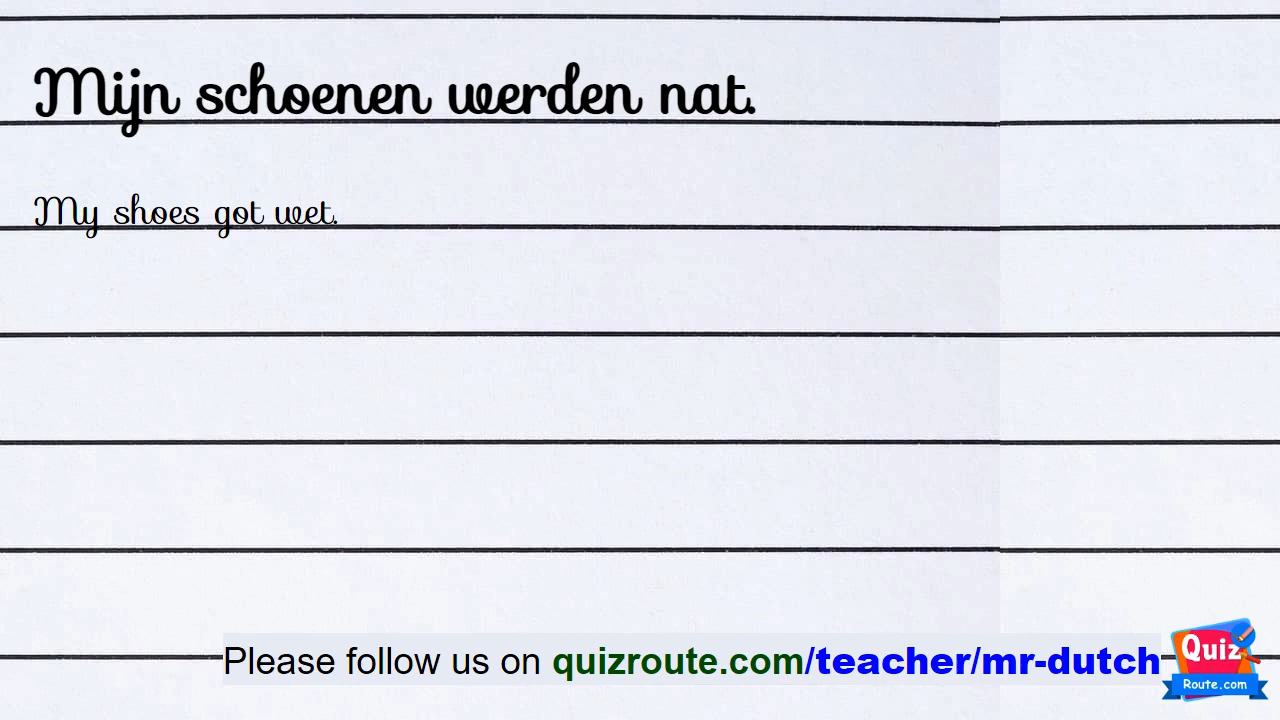 Mijn schoenen werden nat.
My shoes got wet.
Please follow us on quizroute.com/teacher/mr-dutch
Quiz
Route.com